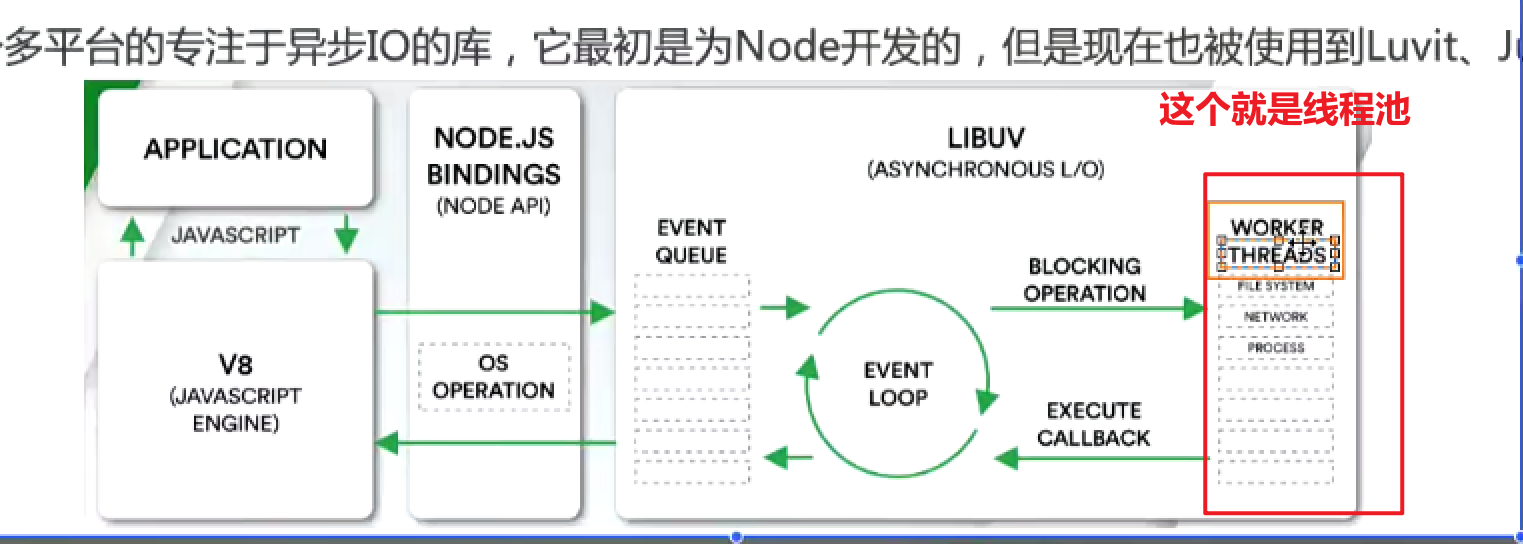 多平台的专注于异步IO的库，它最初是为Node开发的，但是现在也被使用到Luvit、
这个就是线程池
APPLICATION
JAVASCRIPT
V8
(JAVASCRIPT
ENGINE)
NODE.JS
BINDINGS
(NODE API)
OS
OPERATION
LIBUV
(ASYNCHRONOUS L/O)
EVENT
QUEUE
EVENT
LOOP
BLOCKING
OPERATION
EXECUTE
CALLBACK
WORKER
THREADS
FILE SYSTEM
NETWORK
PROCESS